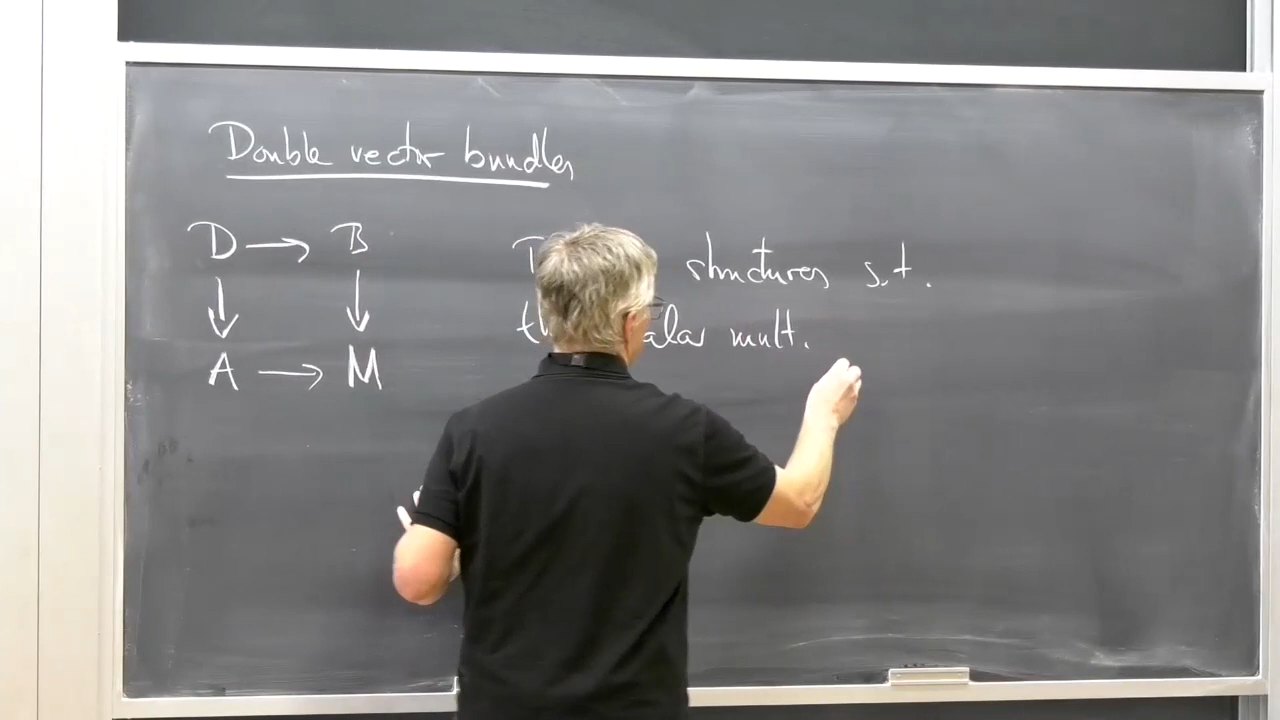 Double vector bundles
D → B
structures s.t.
↓ ↓
mult.
A → M